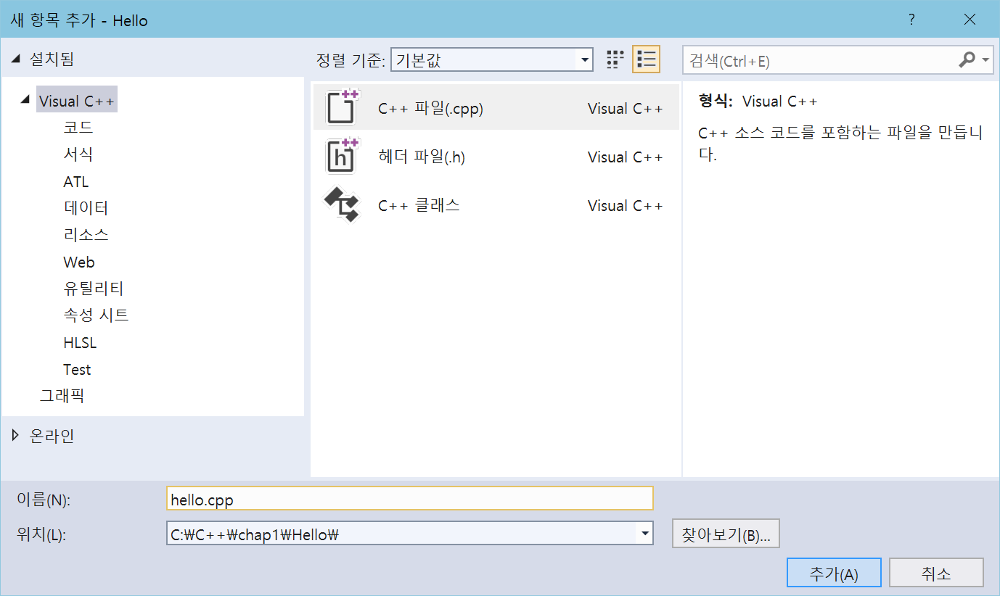 새 항목 추가 - Hello
?
설치됨
Visual C++
코드
서식
ATL
데이터
리소스
Web
유틸리티
속성 시트
HLSL
Test
그래픽
온라인
정렬 기준: 기본값
C++ 파일(.cpp) Visual C++
헤더 파일(.h) Visual C++
C++ 클래스 Visual C++
검색(Ctrl+E)
형식: Visual C++
C++ 소스 코드를 포함하는 파일을 만듭니
다.
이름(N): hello.cpp
위치(L): C:₩C++₩chap1₩Hello₩
찾아보기(B)...
추가(A) 취소